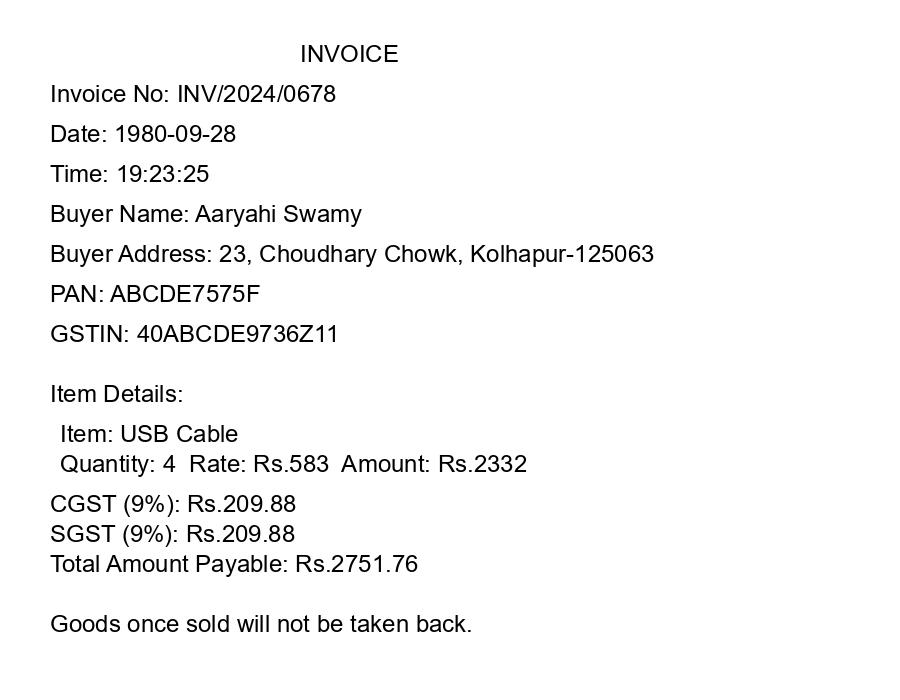 INVOICE
Invoice No: INV/2024/0678
Date: 1980-09-28
Time: 19:23:25
Buyer Name: Aaryahi Swamy
Buyer Address: 23, Choudhary Chowk, Kolhapur-125063
PAN: ABCDE7575F
GSTIN: 40ABCDE9736Z11
Item Details:
Item: USB Cable
Quantity: 4 Rate: Rs.583 Amount: Rs.2332
CGST (9%): Rs.209.88
SGST (9%): Rs.209.88
Total Amount Payable: Rs.2751.76
Goods once sold will not be taken back.